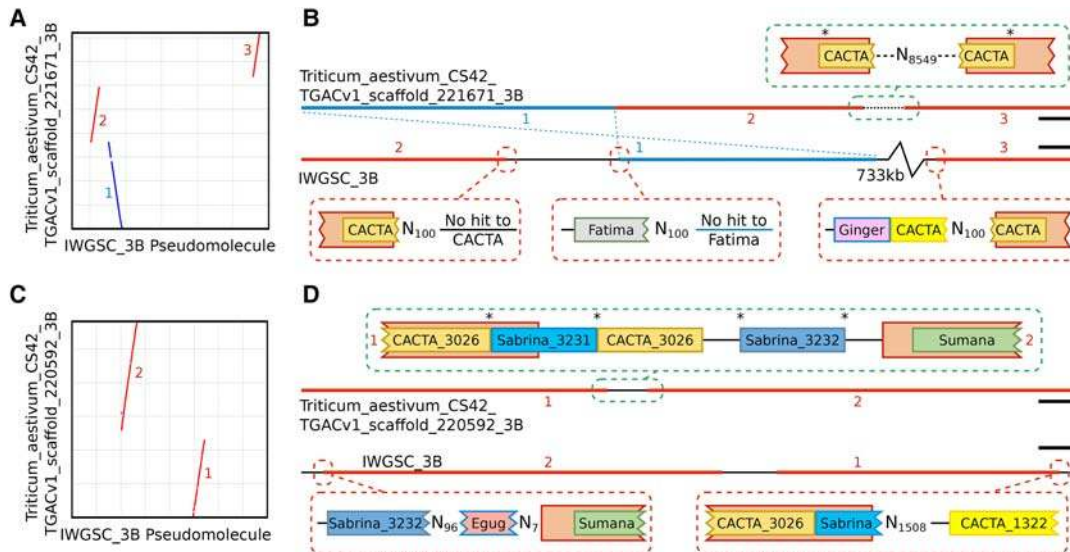 A
Triticum_aestivum_CS42_
TGACv1_scaffold_221671_3B
3
2
1
IWGSC_3B Pseudomolecule
B
* *
CACTA N8549 CACTA
Triticum_aestivum_CS42_
TGACv1_scaffold_221671_3B
1 2 3
2 1 3
IWGSC_3B
733kb
CACTA N100 No hit to
CACTA
Fatima N100 No hit to
Fatima
Ginger CACTA N100 CACTA
C
Triticum_aestivum_CS42_
TGACv1_scaffold_220592_3B
2
1
IWGSC_3B Pseudomolecule
D
* * * *
1 CACTA_3026 Sabrina_3231 CACTA_3026 Sabrina_3232 Sumana 2
1 2
Triticum_aestivum_CS42_
TGACv1_scaffold_220592_3B
IWGSC_3B
2 1
Sabrina_3232 N96 Egug N7 Sumana
CACTA_3026 Sabrina N1508 CACTA_1322